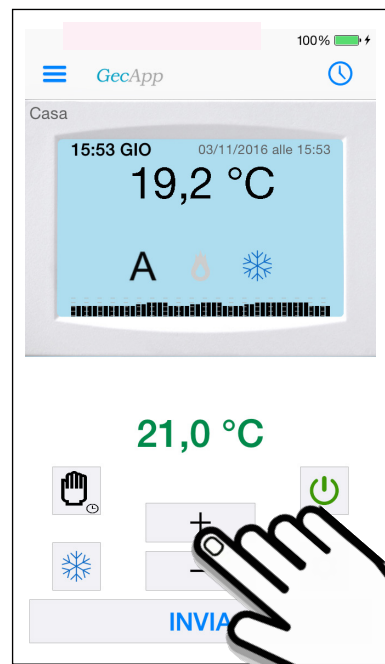 100%
GecApp
Casa
15:53 GIO 03/11/2016 alle 15:53
19,2 °C
A
21,0 °C
+
−
INVIA